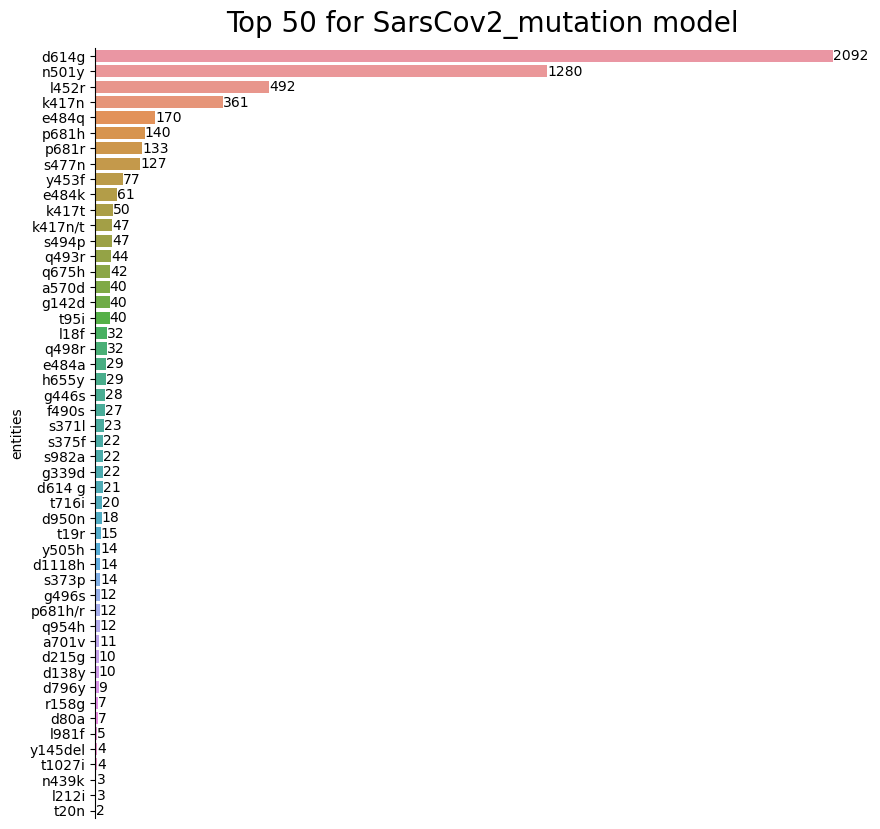 Top 50 for SarsCov2_mutation model
entities
d614g 2092
n501y 1280
l452r 492
k417n 361
e484q 170
p681h 140
p681r 133
s477n 127
y453f 77
e484k 61
k417t 50
k417n/t 47
s494p 47
q493r 44
q675h 42
a570d 40
g142d 40
t95i 40
l18f 32
q498r 32
e484a 29
h655y 29
g446s 28
f490s 27
s371l 23
s375f 22
s982a 22
g339d 22
d614 g 21
t716i 20
d950n 18
t19r 15
y505h 14
d1118h 14
s373p 14
g496s 12
p681h/r 12
q954h 12
a701v 11
d215g 10
d138y 10
d796y 9
r158g 7
d80a 7
l981f 5
y145del 4
t1027i 4
n439k 3
l212i 3
t20n 2